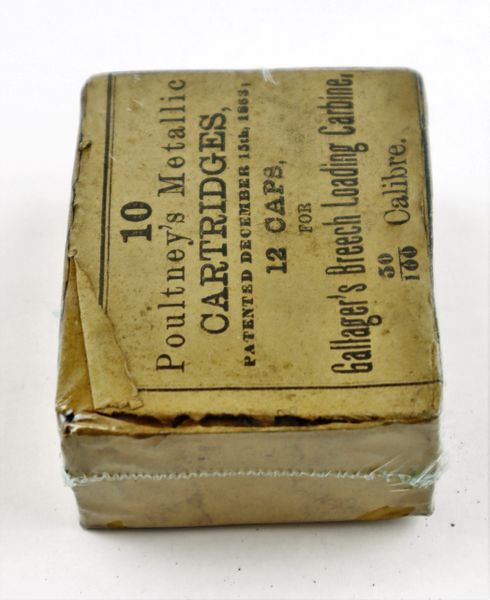 10
Poultney's Metallic
CARTRIDGES,
PATENTED DECEMBER 15th, 1863,
12 CAPS,
FOR
Gallager's Breech Loading Carbine,
50/100 Calibre.